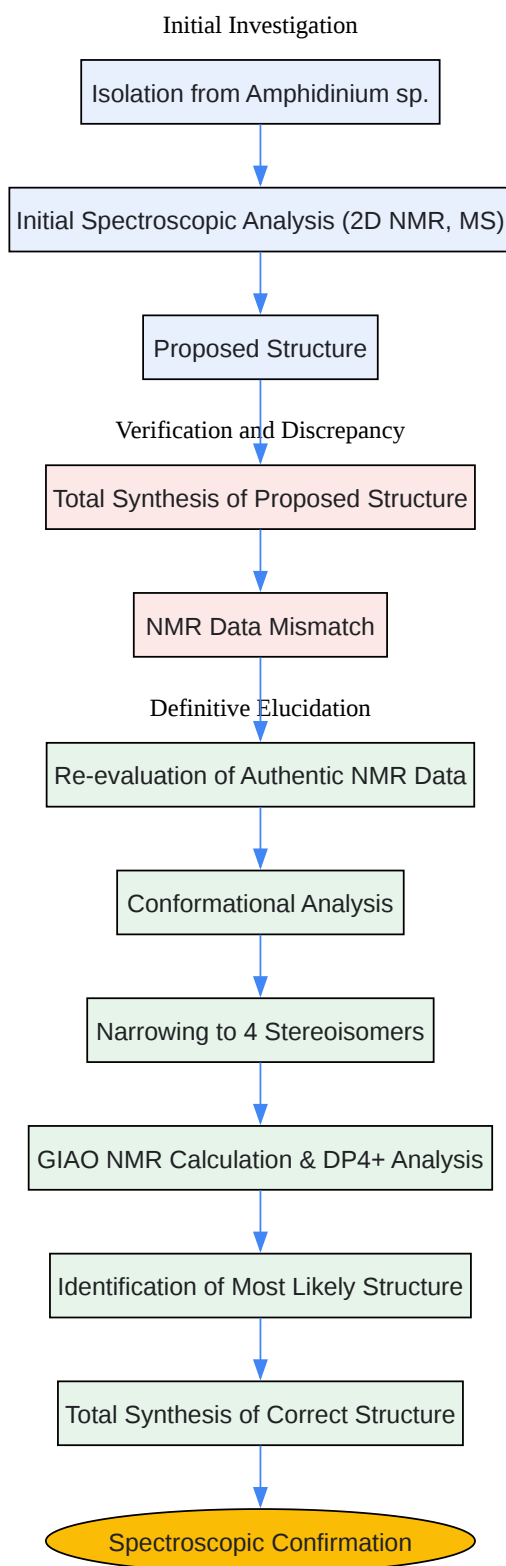 Initial Investigation
Isolation from Amphidinium sp.
Initial Spectroscopic Analysis (2D NMR, MS)
Proposed Structure
Verification and Discrepancy
Total Synthesis of Proposed Structure
NMR Data Mismatch
Definitive Elucidation
Re-evaluation of Authentic NMR Data
Conformational Analysis
Narrowing to 4 Stereoisomers
GIAO NMR Calculation & DP4+ Analysis
Identification of Most Likely Structure
Total Synthesis of Correct Structure
Spectroscopic Confirmation